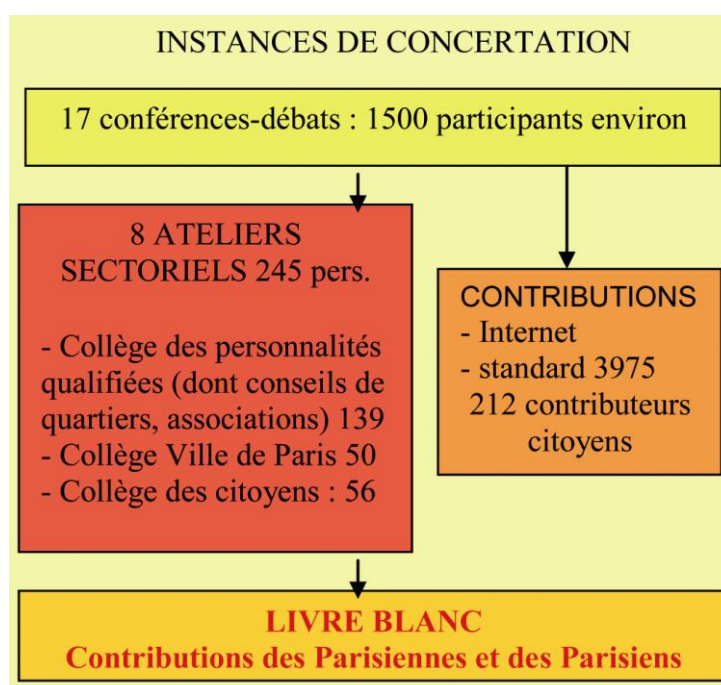 INSTANCES DE CONCERTATION
17 conférences-débats : 1500 participants environ
8 ATELIERS
SECTORIELS 245 pers.
- Collège des personnalités
qualifiées (dont conseils de
quartiers, associations) 139
- Collège Ville de Paris 50
- Collège des citoyens : 56
CONTRIBUTIONS
- Internet
- standard 3975
212 contributeurs
citoyens
LIVRE BLANC
Contributions des Parisiennes et des Parisiens